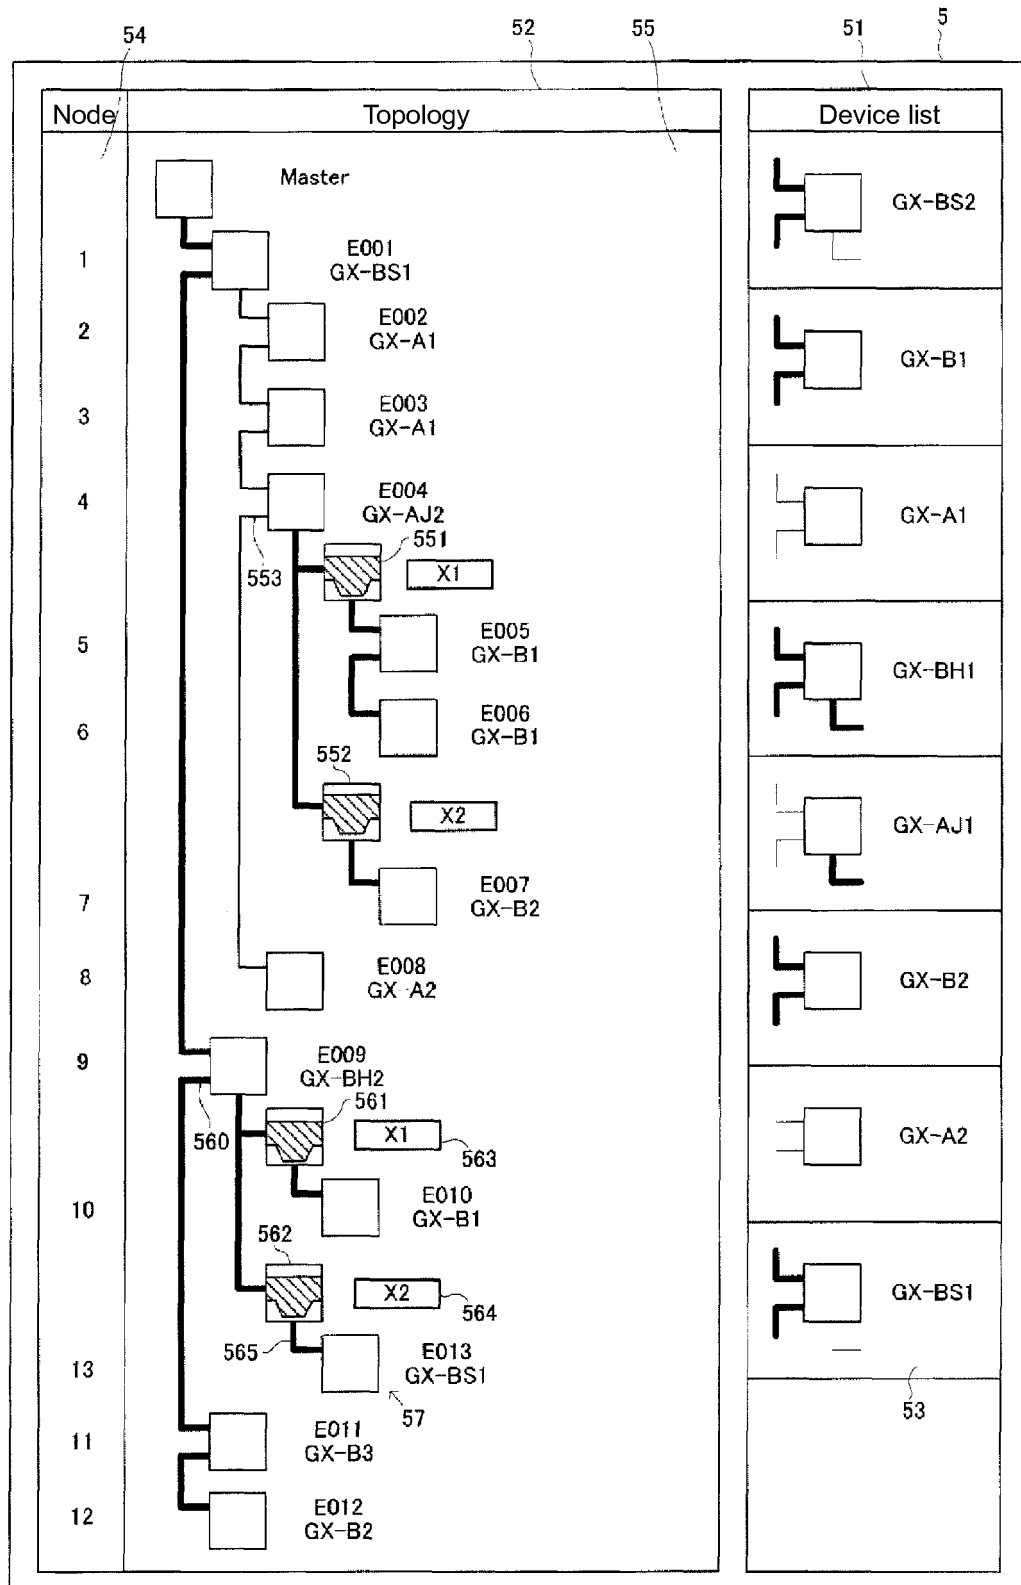 54
52
55
51
5
Node
Topology
Device list
Master
1
E001
GX-BS1
2
E002
GX-A1
3
E003
GX-A1
4
E004
GX-AJ2
553
551
X1
5
E005
GX-B1
6
E006
GX-B1
552
X2
7
E007
GX-B2
8
E008
GX-A2
9
E009
GX-BH2
560
561
X1
563
10
E010
GX-B1
562
X2
564
565
13
E013
GX-BS1
57
11
E011
GX-B3
12
E012
GX-B2
GX-BS2
GX-B1
GX-A1
GX-BH1
GX-AJ1
GX-B2
GX-A2
GX-BS1
53